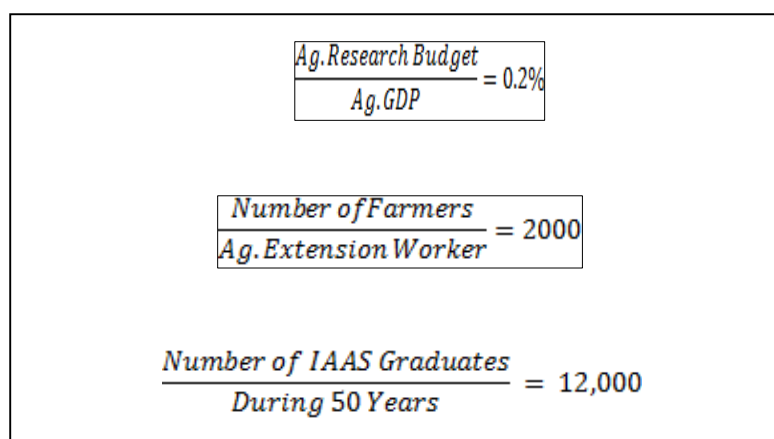 Ag.Research Budget
Ag.GDP
= 0.2%
Number of Farmers
Ag.Extension Worker
= 2000
Number of IAAS Graduates
During 50 Years
= 12,000